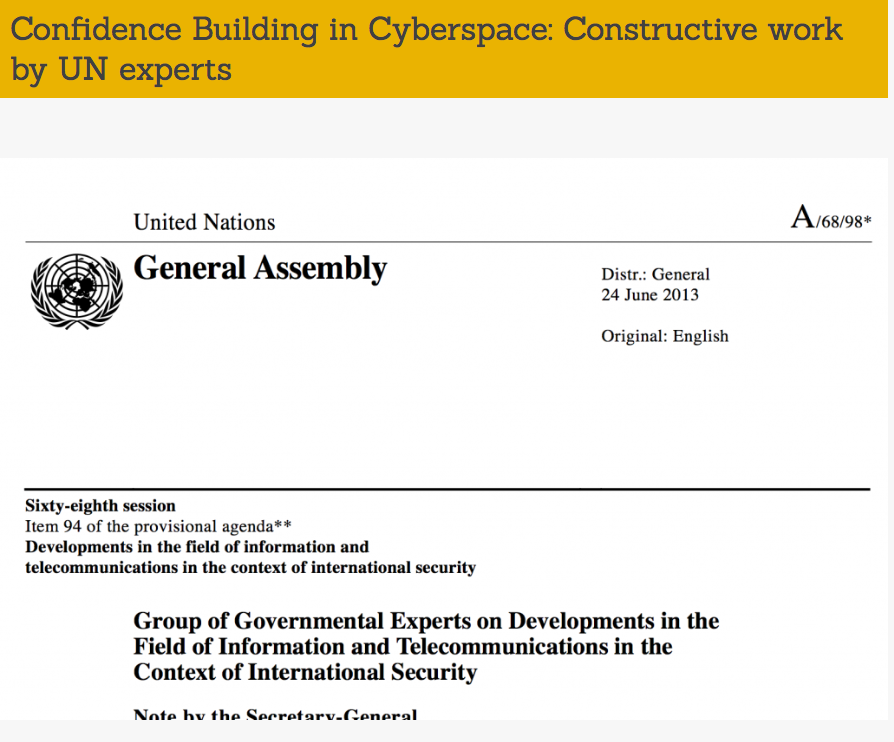 Confidence Building in Cyberspace: Constructive work
by UN experts
United Nations
A/68/98*
General Assembly
Distr.: General
24 June 2013
Original: English
Sixty-eighth session
Item 94 of the provisional agenda**
Developments in the field of information and
telecommunications in the context of international security
Group of Governmental Experts on Developments in the
Field of Information and Telecommunications in the
Context of International Security
Note by the Secretary-General